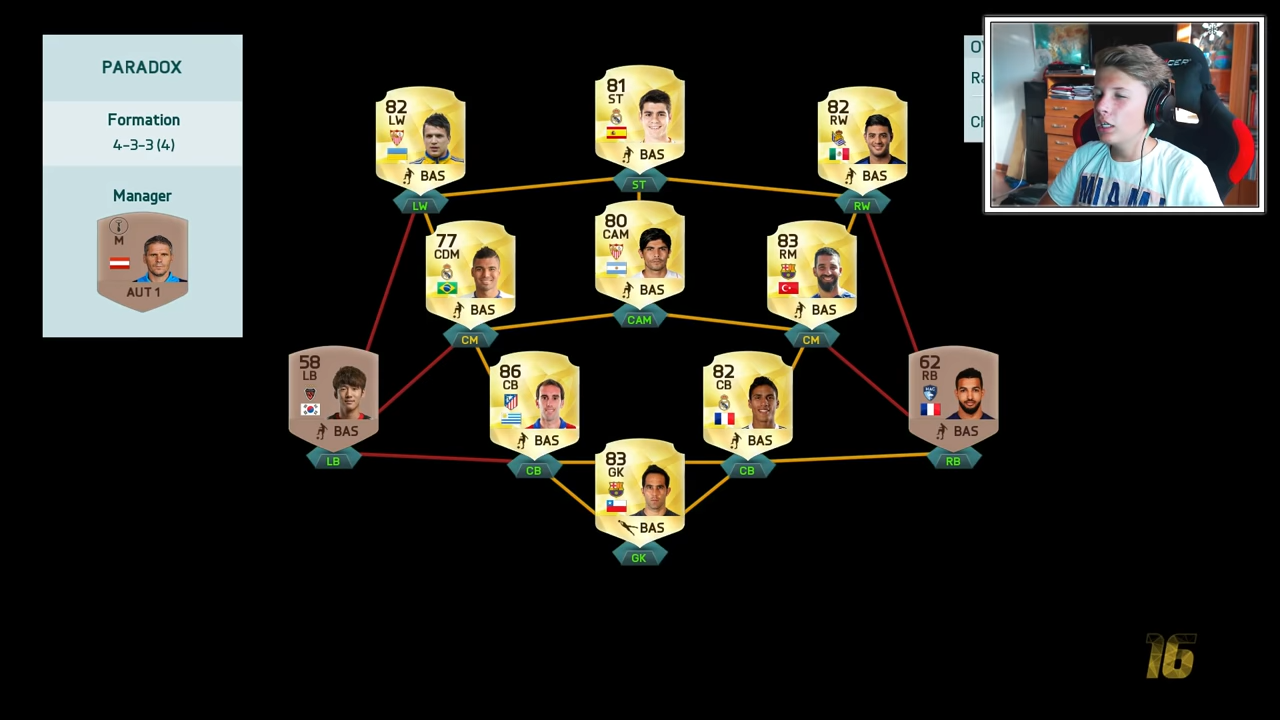 PARADOX
Formation
4-3-3 (4)
Manager
M
AUT 1
82
LW
BAS
LW
81
ST
BAS
ST
82
RW
BAS
RW
77
CDM
BAS
CM
80
CAM
BAS
CAM
83
RM
BAS
CM
58
LB
BAS
LB
86
CB
BAS
CB
82
CB
BAS
CB
62
RB
HAC
BAS
RB
83
GK
BAS
GK
MIAMI
16